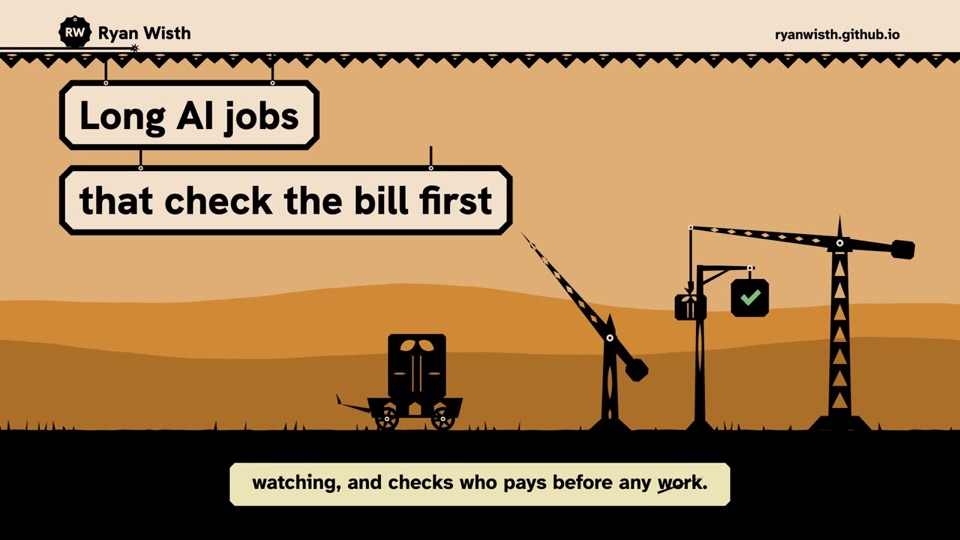 RW Ryan Wisth
ryanwisth.github.io
Long AI jobs
that check the bill first
watching, and checks who pays before any work.